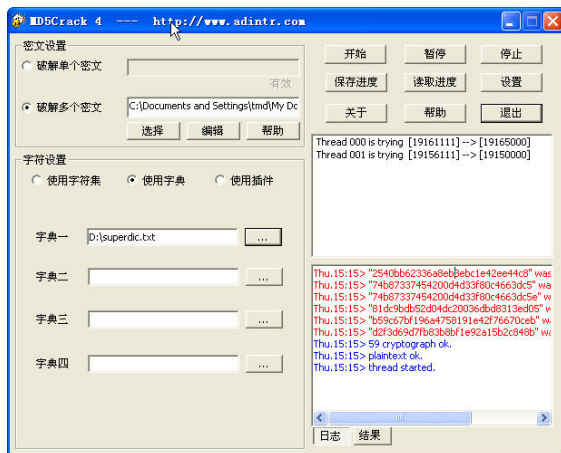 MD5Crack 4 --- http://www.adintr.com
密文设置
破解单个密文
有效
破解多个密文 C:\Documents and Settings\tmd\My Dc
选择 编辑 帮助
字符设置
使用字符集 使用字典 使用插件
字典一 D:\superdic.txt ...
字典二 ...
字典三 ...
字典四 ...
开始 暂停 停止
保存进度 读取进度 设置
关于 帮助 退出
Thread 000 is trying [19161111] --> [19165000]
Thread 001 is trying [19156111] --> [19150000]
Thu.15:15> "2540bb62336a8eb3ebc1e42ee44c8" was
Thu.15:15> "74b87337454200d4d33f80c4663dc5" wa
Thu.15:15> "74b87337454200d4d33f80c4663dc5e" w
Thu.15:15> "81dc9bdb52d04dc20036dbd8313ed05" w
Thu.15:15> "b59c67bf196a4758191e42f76670ceb" w
Thu.15:15> "d2f3d69d7fb83b8bf1e92a15b2c848b" wa
Thu.15:15> 59 cryptograph ok.
Thu.15:15> plaintext ok.
Thu.15:15> thread started.
日志 结果